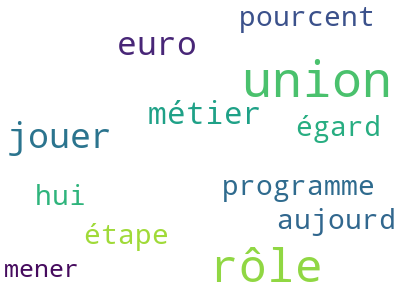 pourcent
euro
union
métier
égard
jouer
programme
hui
aujourd
étape
rôle
mener